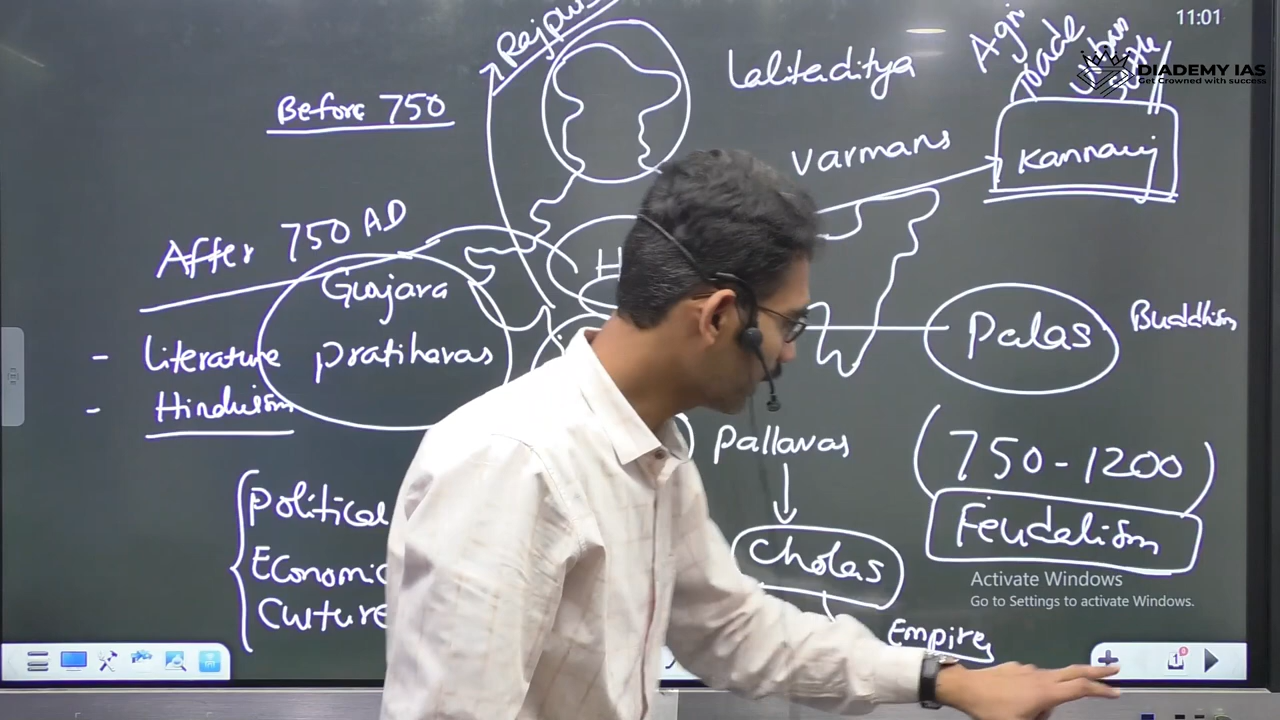 11:01
Rajputs
Lalitaditya
Agri
Trade
Urban
DIADEMY IAS
Get Crowned with success
Before 750
Varmans
Kannauj
After 750 AD
H
Gurjara
Pratiharas
- Literature
- Hinduism
Palas
Buddhism
Pallavas
(750-1200)
Feudalism
Political
Economic
Culture
Cholas
Empire
Activate Windows
Go to Settings to activate Windows.